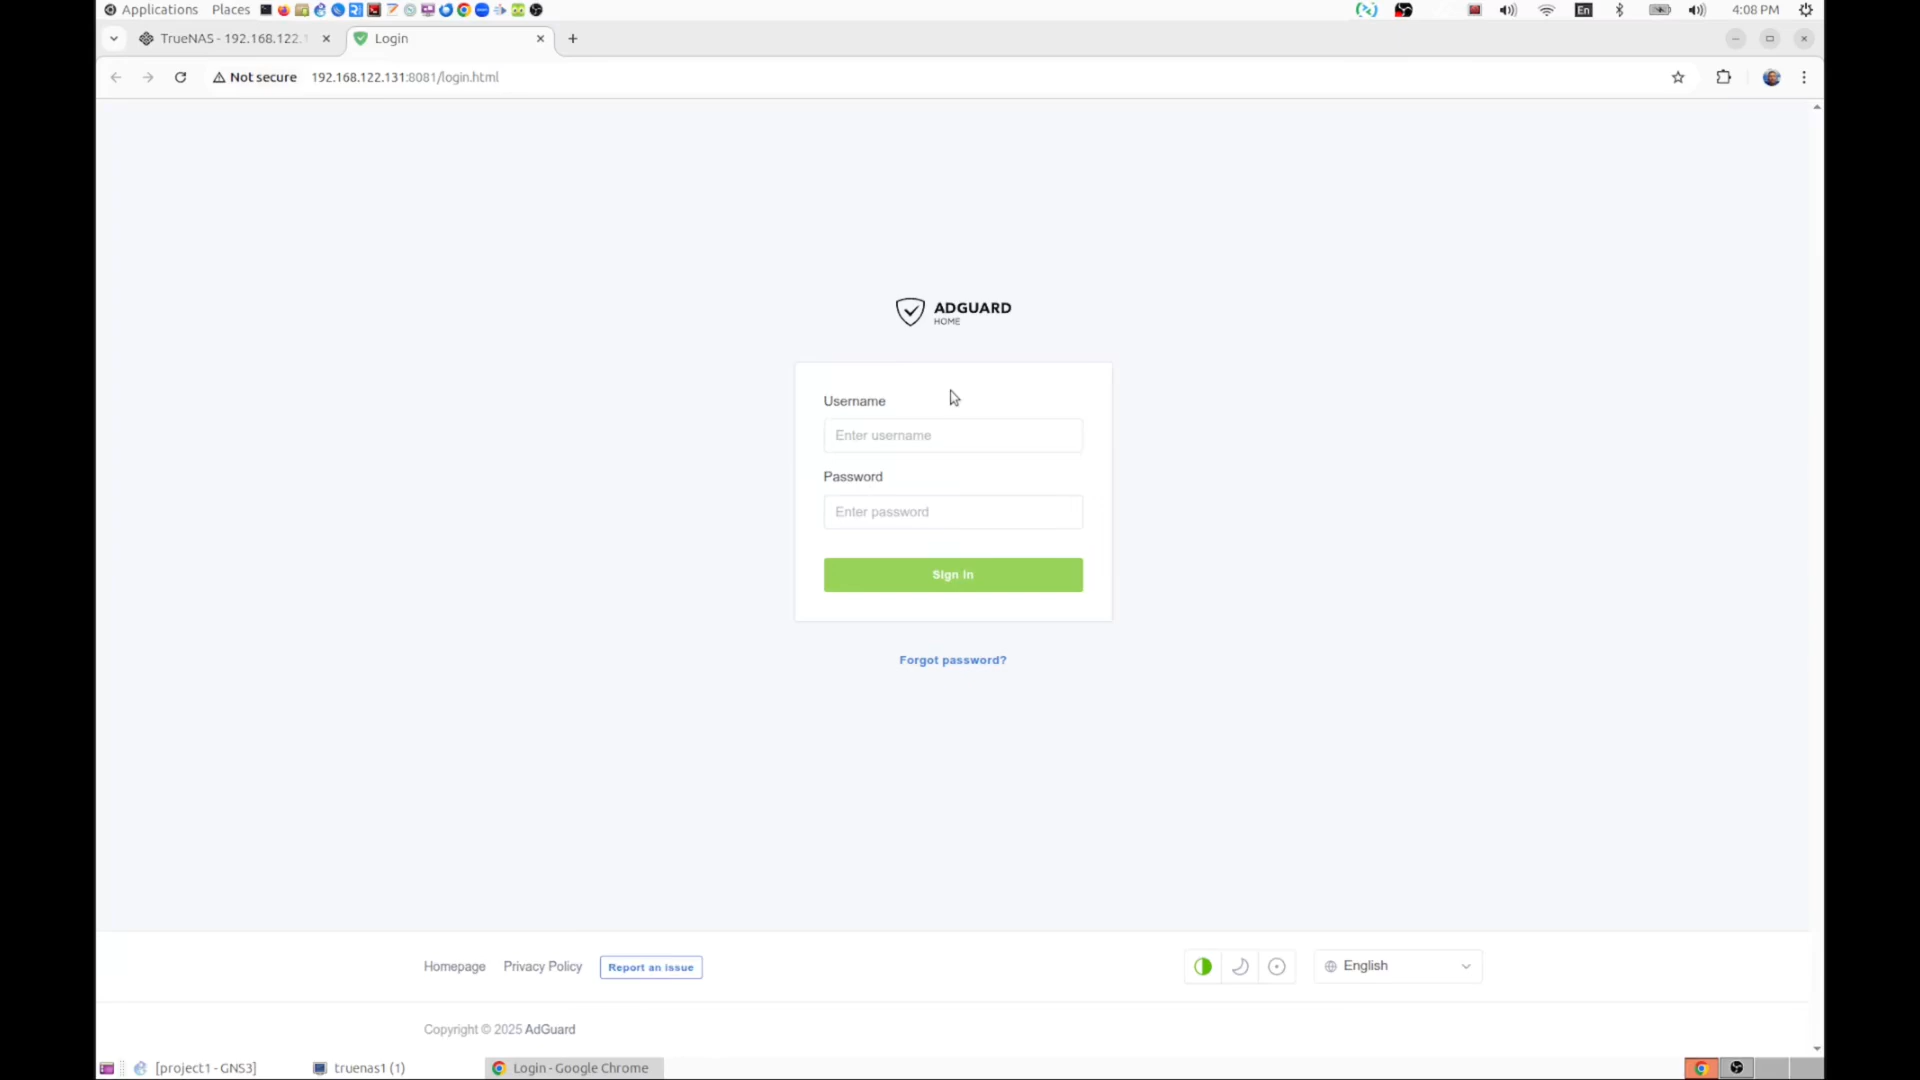 Applications Places En 4:08 PM
TrueNAS - 192.168.122. Login
Not secure 192.168.122.131:8081/login.html
ADGUARD
HOME
Username
Enter username
Password
Enter password
Sign in
Forgot password?
Homepage Privacy Policy Report an issue English
Copyright © 2025 AdGuard
[project1 - GNS3] truenas1 (1) Login - Google Chrome